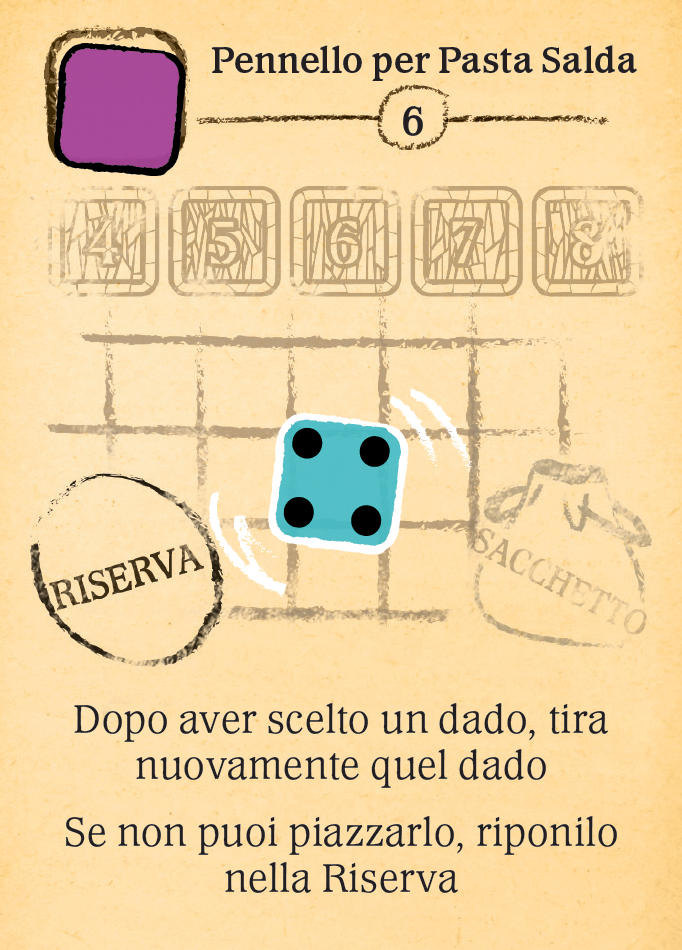 Pennello per Pasta Salda
6
4 5 6 7 8
RISERVA
SACCHETTO
Dopo aver scelto un dado, tira
nuovamente quel dado
Se non puoi piazzarlo, riponilo
nella Riserva